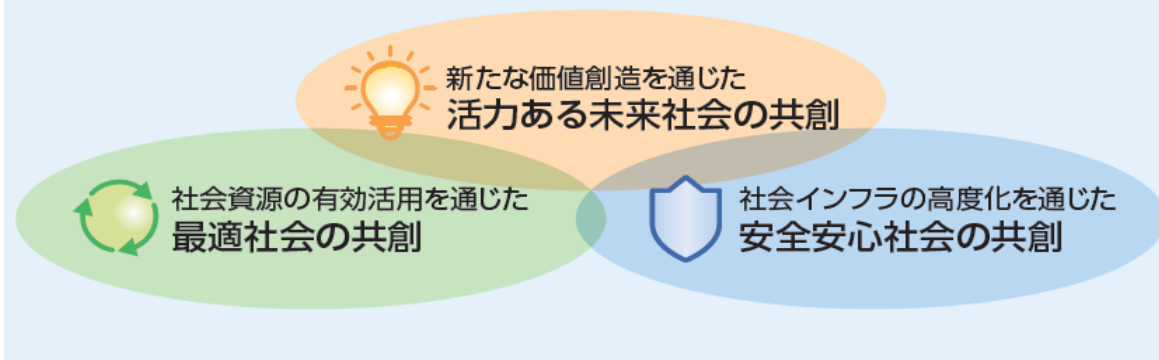 新たな価値創造を通じた
活力ある未来社会の共創
社会資源の有効活用を通じた
最適社会の共創
社会インフラの高度化を通じた
安全安心社会の共創